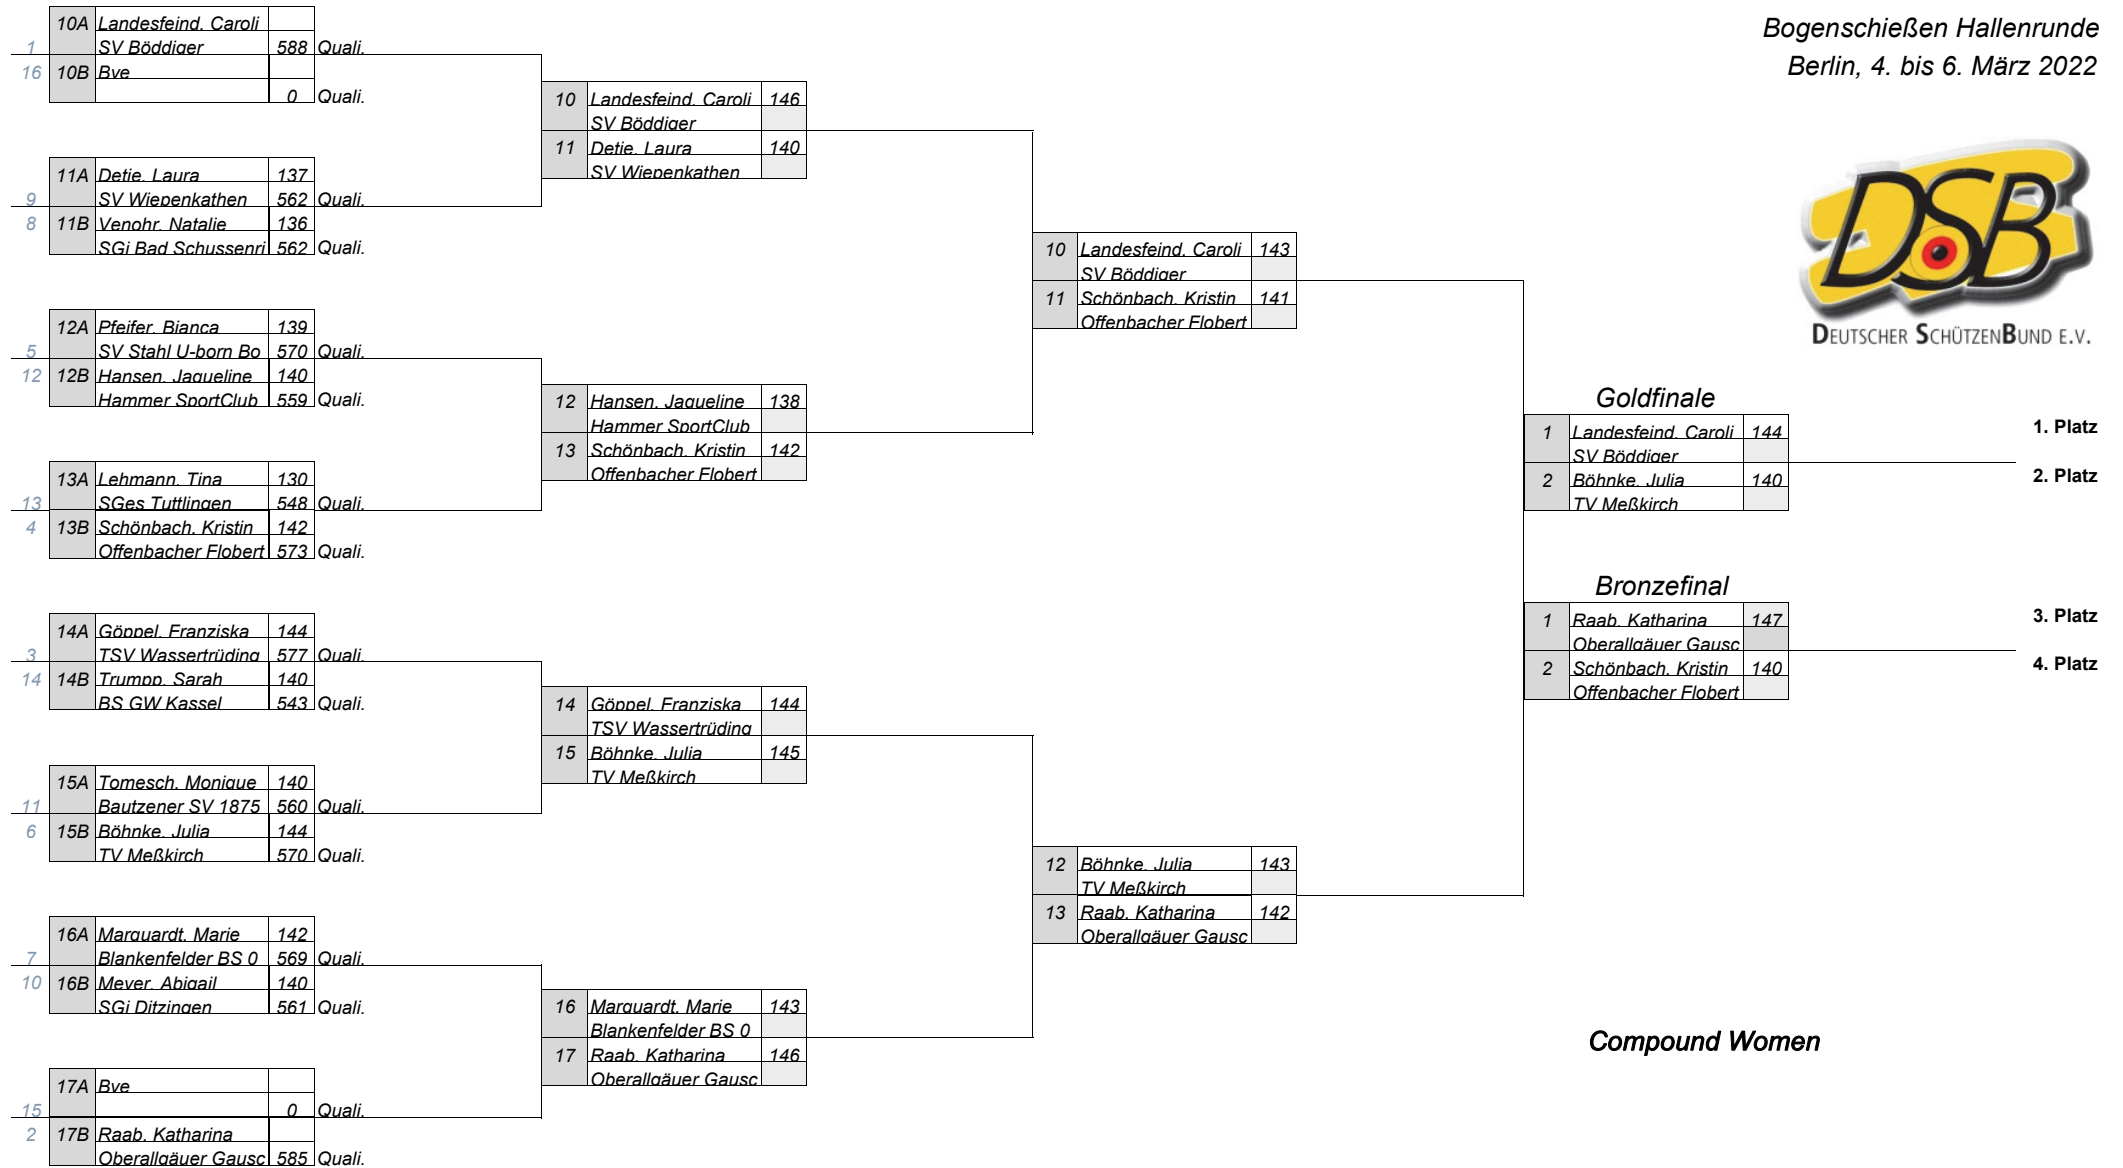 Bogenschießen Hallenrunde
Berlin, 4. bis 6. März 2022
DSB
DEUTSCHER SCHÜTZENBUND E.V.
10A Landesfeind, Caroli
1 SV Böddiger 588 Quali.
16 10B Bye
0 Quali.
11A Detje, Laura 137
9 SV Wiepenkathen 562 Quali.
8 11B Venohr, Natalie 136
SGi Bad Schussenri 562 Quali.
12A Pfeifer, Bianca 139
5 SV Stahl U-born Bo 570 Quali.
12 12B Hansen, Jaqueline 140
Hammer SportClub 559 Quali.
13A Lehmann, Tina 130
13 SGes Tuttlingen 548 Quali.
4 13B Schönbach, Kristin 142
Offenbacher Flobert 573 Quali.
14A Göppel, Franziska 144
3 TSV Wassertrüding 577 Quali.
14 14B Trumpp, Sarah 140
BS GW Kassel 543 Quali.
15A Tomesch, Monique 140
11 Bautzener SV 1875 560 Quali.
6 15B Böhnke, Julia 144
TV Meßkirch 570 Quali.
16A Marquardt, Marie 142
7 Blankenfelder BS 0 569 Quali.
10 16B Meyer, Abigail 140
SGi Ditzingen 561 Quali.
17A Bye
15 0 Quali.
2 17B Raab, Katharina
Oberallgäuer Gausc 585 Quali.
10 Landesfeind, Caroli 146
SV Böddiger
11 Detje, Laura 140
SV Wiepenkathen
12 Hansen, Jaqueline 138
Hammer SportClub
13 Schönbach, Kristin 142
Offenbacher Flobert
14 Göppel, Franziska 144
TSV Wassertrüding
15 Böhnke, Julia 145
TV Meßkirch
16 Marquardt, Marie 143
Blankenfelder BS 0
17 Raab, Katharina 146
Oberallgäuer Gausc
10 Landesfeind, Caroli 143
SV Böddiger
11 Schönbach, Kristin 141
Offenbacher Flobert
12 Böhnke, Julia 143
TV Meßkirch
13 Raab, Katharina 142
Oberallgäuer Gausc
Goldfinale
1 Landesfeind, Caroli 144 1. Platz
SV Böddiger
2 Böhnke, Julia 140 2. Platz
TV Meßkirch
Bronzefinal
1 Raab, Katharina 147 3. Platz
Oberallgäuer Gausc
2 Schönbach, Kristin 140 4. Platz
Offenbacher Flobert
Compound Women